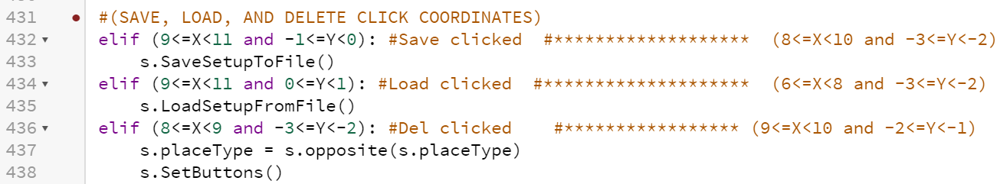 431 #(SAVE, LOAD, AND DELETE CLICK COORDINATES)
432 elif (9<=X<11 and -1<=Y<0): #Save clicked  #*******************  (8<=X<10 and -3<=Y<-2)
433     s.SaveSetupToFile()
434 elif (9<=X<11 and 0<=Y<1): #Load clicked  #********************  (6<=X<8 and -3<=Y<-2)
435     s.LoadSetupFromFile()
436 elif (8<=X<9 and -3<=Y<-2): #Del clicked    #***************** (9<=X<10 and -2<=Y<-1)
437     s.placeType = s.opposite(s.placeType)
438     s.SetButtons()